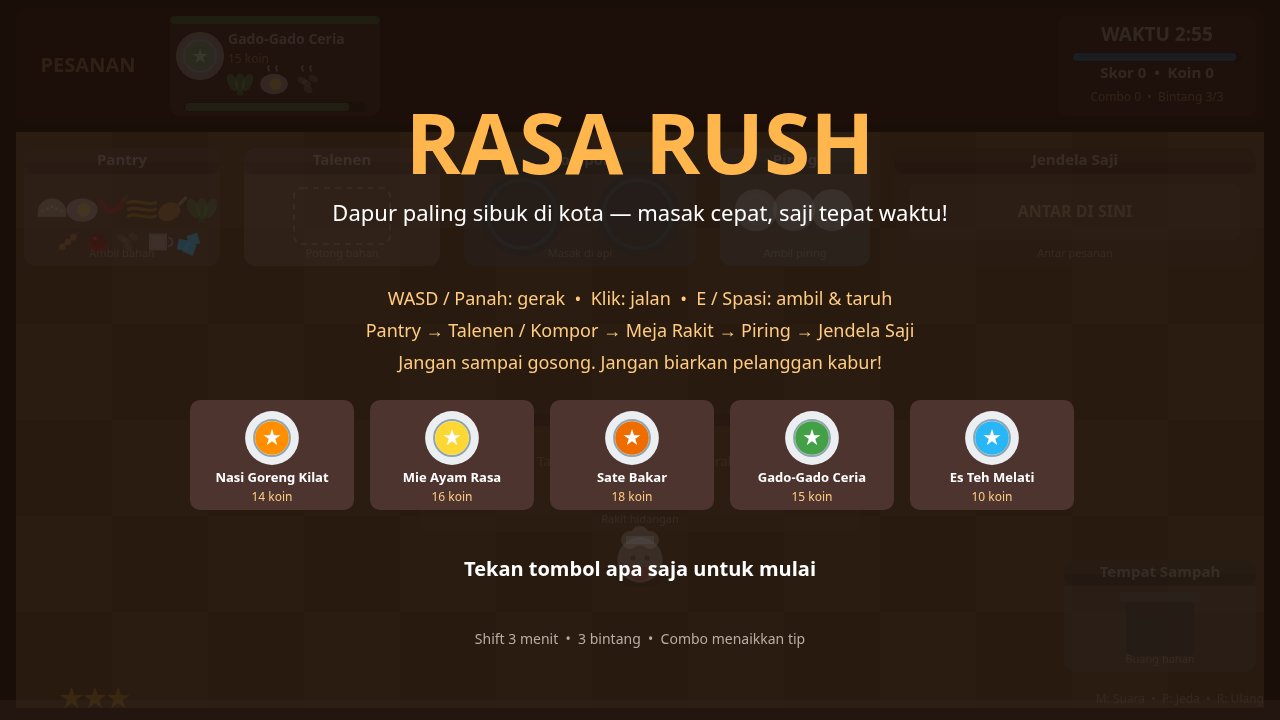 PESANAN
Gado-Gado Ceria
15 koin
WAKTU 2:55
Skor 0 • Koin 0
Combo 0 • Bintang 3/3
RASA RUSH
Dapur paling sibuk di kota — masak cepat, saji tepat waktu!
Pantry
Talenen
Jendela Saji
ANTAR DI SINI
Ambil bahan
Potong bahan
Masak di api
Ambil piring
Antar pesanan
WASD / Panah: gerak • Klik: jalan • E / Spasi: ambil & taruh
Pantry → Talenen / Kompor → Meja Rakit → Piring → Jendela Saji
Jangan sampai gosong. Jangan biarkan pelanggan kabur!
Nasi Goreng Kilat
14 koin
Mie Ayam Rasa
16 koin
Sate Bakar
18 koin
Gado-Gado Ceria
15 koin
Es Teh Melati
10 koin
Rakit hidangan
Tekan tombol apa saja untuk mulai
Tempat Sampah
Buang bahan
Shift 3 menit • 3 bintang • Combo menaikkan tip
M: Suara • P: Jeda • R: Ulang